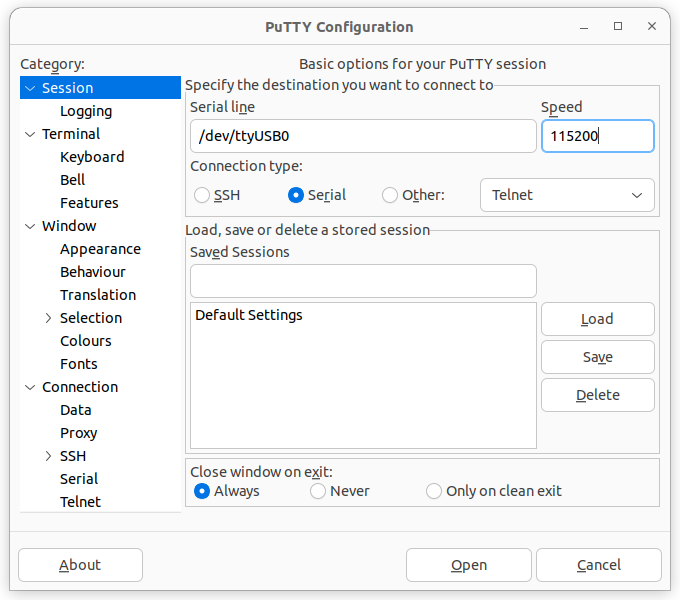 PuTTY Configuration
Category:
Session
Logging
Terminal
Keyboard
Bell
Features
Window
Appearance
Behaviour
Translation
Selection
Colours
Fonts
Connection
Data
Proxy
SSH
Serial
Telnet
Basic options for your PuTTY session
Specify the destination you want to connect to
Serial line Speed
/dev/ttyUSB0 115200
Connection type:
SSH Serial Other: Telnet
Load, save or delete a stored session
Saved Sessions
Default Settings
Load
Save
Delete
Close window on exit:
Always Never Only on clean exit
About Open Cancel